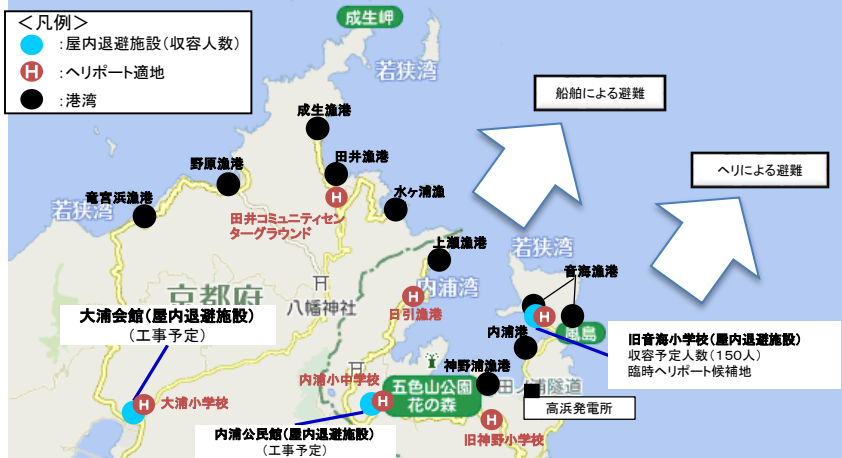 ＜凡例＞
：屋内退避施設（収容人数）
H ：ヘリポート適地
：港湾
成生岬
若狭湾
船舶による避難
ヘリによる避難
成生漁港
田井漁港
野原漁港
竜宮浜漁港
若狭湾
H
田井コミュニティセン
ターグラウンド
水ヶ浦漁
上瀬漁港
若狭湾
内浦湾
音海漁港
京都府
八幡神社
H
日引漁港
H
風島
内浦港
大浦会館（屋内退避施設）
（工事予定）
旧音海小学校（屋内退避施設）
収容予定人数（150人）
臨時ヘリポート候補地
神野浦漁港
内浦小中学校
五色山公園
花の森
田ノ浦隧道
H
大浦小学校
H
高浜発電所
H
旧神野小学校
内浦公民館（屋内退避施設）
（工事予定）